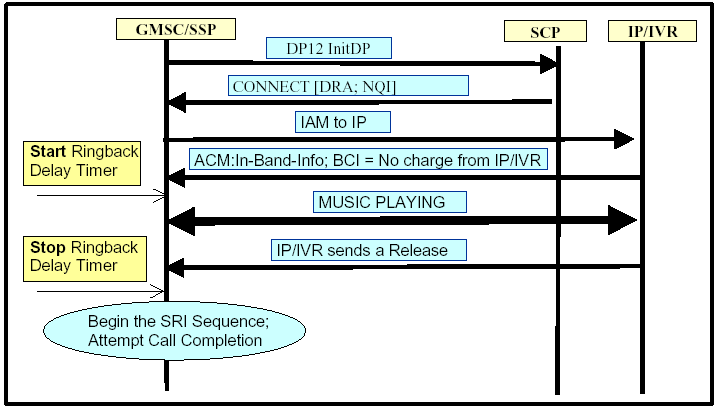 GMSC/SSP
SCP
IP/IVR
DP12 InitDP
CONNECT [DRA; NQI]
IAM to IP
Start Ringback
Delay Timer
ACM:In-Band-Info; BCI = No charge from IP/IVR
MUSIC PLAYING
Stop Ringback
Delay Timer
IP/IVR sends a Release
Begin the SRI Sequence;
Attempt Call Completion